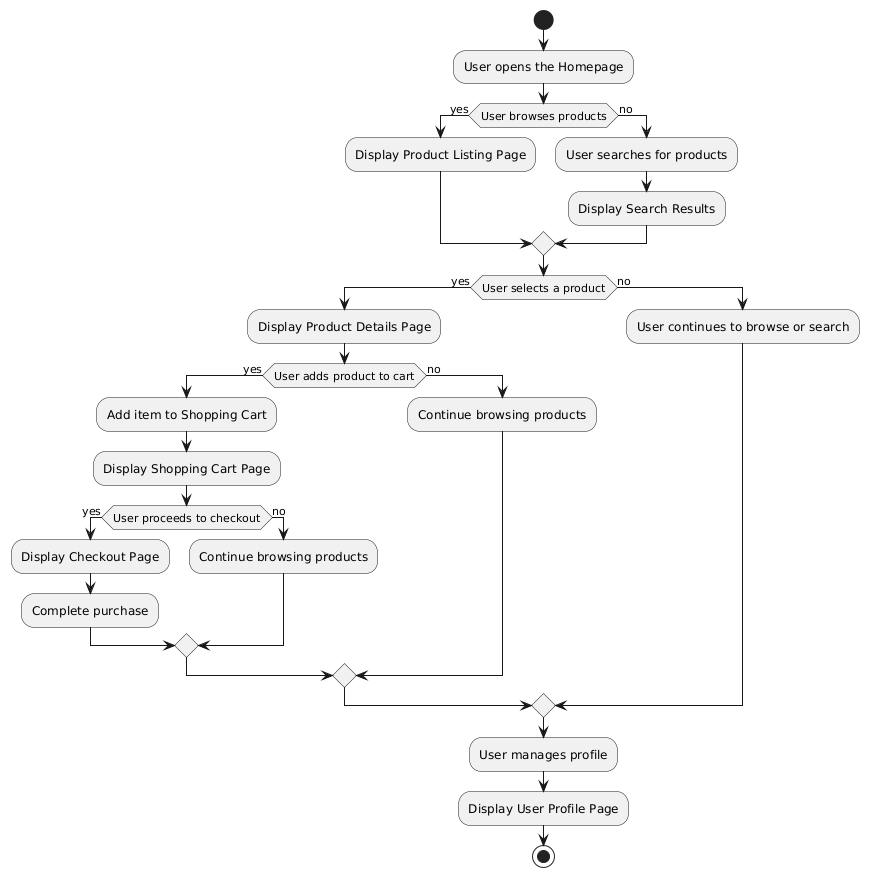 User opens the Homepage
yes
User browses products
no
Display Product Listing Page
User searches for products
Display Search Results
yes
User selects a product
no
Display Product Details Page
User continues to browse or search
yes
User adds product to cart
no
Add item to Shopping Cart
Continue browsing products
Display Shopping Cart Page
yes
User proceeds to checkout
no
Display Checkout Page
Continue browsing products
Complete purchase
User manages profile
Display User Profile Page